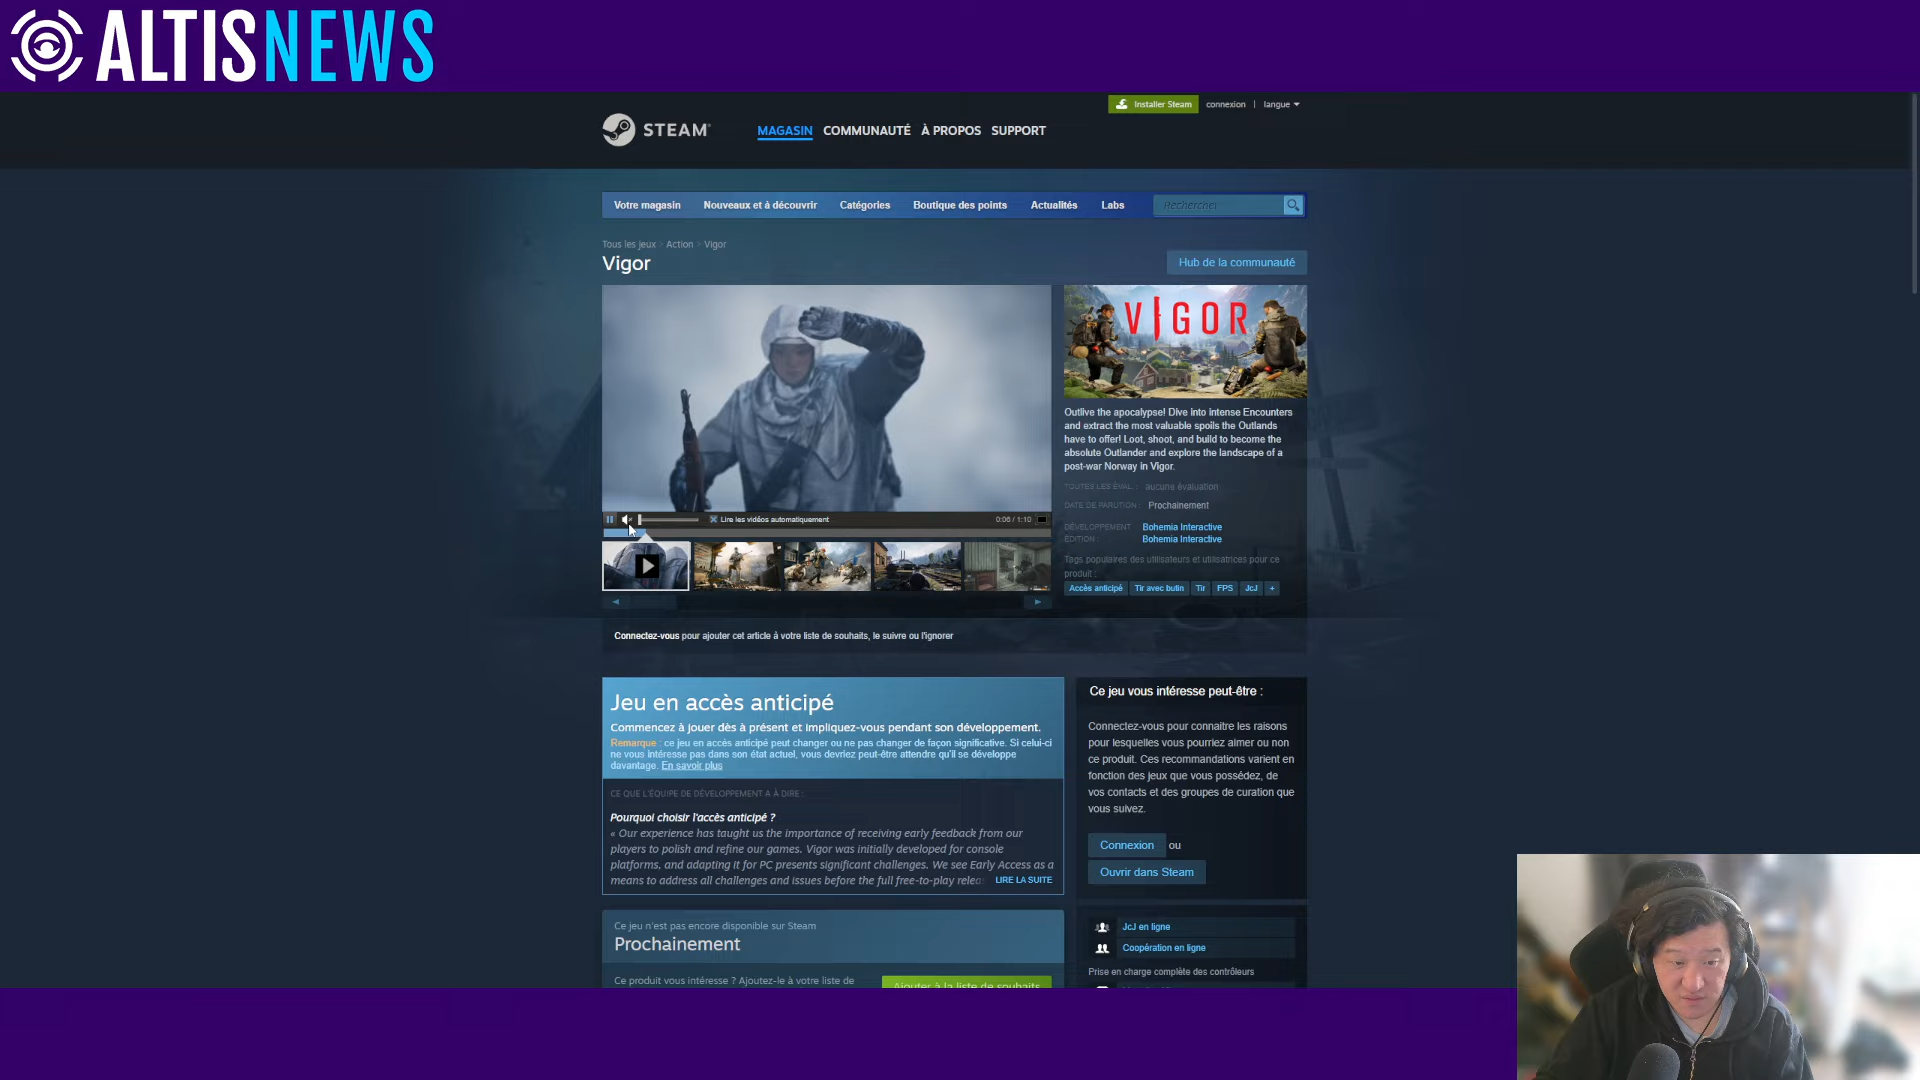 ALTISNEWS
Installer Steam connexion | langue
STEAM
MAGASIN COMMUNAUTÉ À PROPOS SUPPORT
Votre magasin Nouveaux et à découvrir Catégories Boutique des points Actualités Labs Rechercher
Tous les jeux > Action > Vigor
Vigor
Hub de la communauté
VIGOR
Outlive the apocalypse! Dive into intense Encounters
and extract the most valuable spoils the Outlands
have to offer! Loot, shoot, and build to become the
absolute Outlander and explore the landscape of a
post-war Norway in Vigor.
TOUTES LES ÉVAL. : aucune évaluation
DATE DE PARUTION : Prochainement
DÉVELOPPEMENT Bohemia Interactive
ÉDITION : Bohemia Interactive
Tags populaires des utilisateurs et utilisatrices pour ce
produit :
Accès anticipé Tir avec butin Tir FPS JcJ +
Lire les vidéos automatiquement
0:06 / 1:10
Connectez-vous pour ajouter cet article à votre liste de souhaits, le suivre ou l'ignorer
Jeu en accès anticipé
Commencez à jouer dès à présent et impliquez-vous pendant son développement.
Remarque : ce jeu en accès anticipé peut changer ou ne pas changer de façon significative. Si celui-ci
ne vous intéresse pas dans son état actuel, vous devriez peut-être attendre qu'il se développe
davantage. En savoir plus
CE QUE L'ÉQUIPE DE DÉVELOPPEMENT A À DIRE :
Pourquoi choisir l'accès anticipé ?
« Our experience has taught us the importance of receiving early feedback from our
players to polish and refine our games. Vigor was initially developed for console
platforms, and adapting it for PC presents significant challenges. We see Early Access as a
means to address all challenges and issues before the full free-to-play relea
LIRE LA SUITE
Ce jeu n'est pas encore disponible sur Steam
Prochainement
Ce produit vous intéresse ? Ajoutez-le à votre liste de
Ajouter à la liste de souhaits
Ce jeu vous intéresse peut-être :
Connectez-vous pour connaître les raisons
pour lesquelles vous pourriez aimer ou non
ce produit. Ces recommandations varient en
fonction des jeux que vous possédez, de
vos contacts et des groupes de curation que
vous suivez.
Connexion ou
Ouvrir dans Steam
JcJ en ligne
Coopération en ligne
Prise en charge complète des contrôleurs